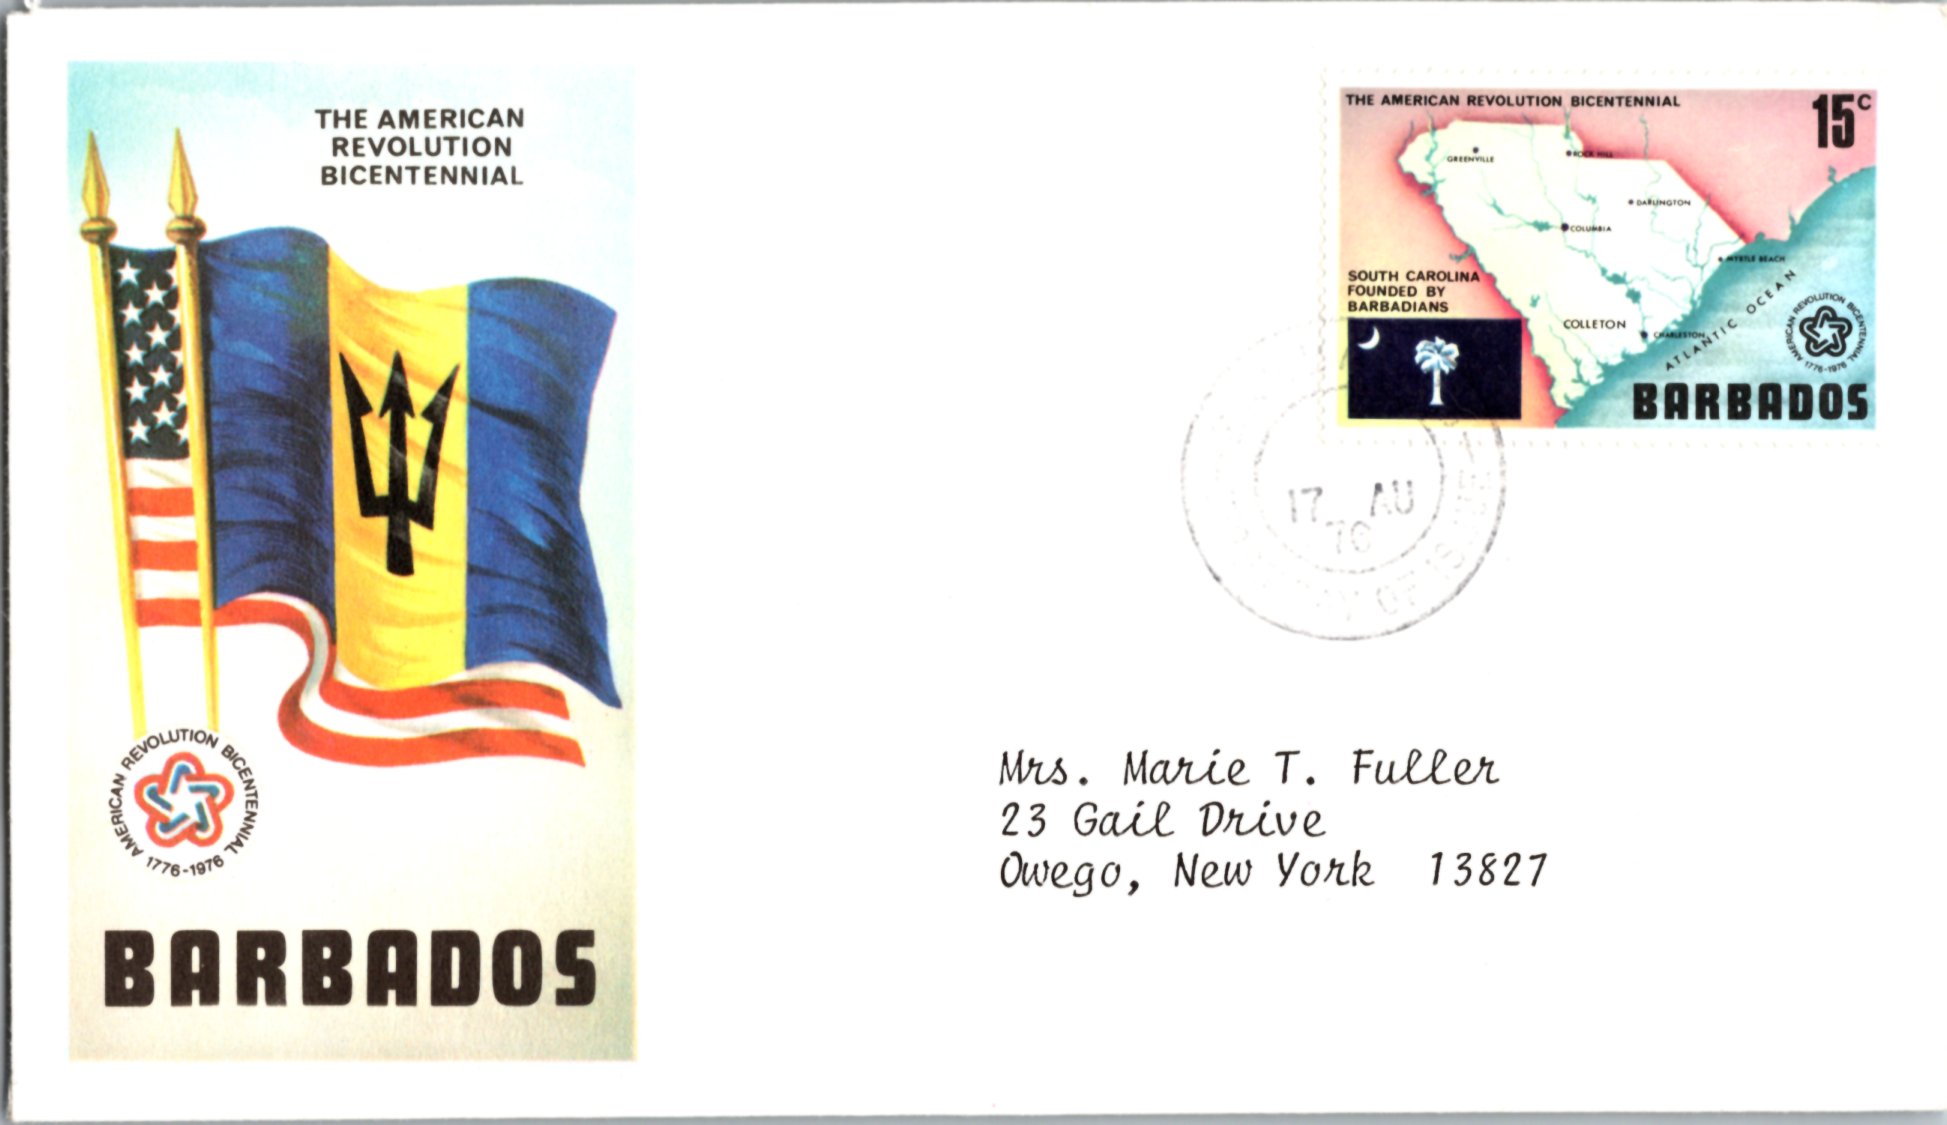 THE AMERICAN
REVOLUTION
BICENTENNIAL
AMERICAN REVOLUTION BICENTENNIAL
1776-1976
BARBADOS
THE AMERICAN REVOLUTION BICENTENNIAL
15c
GREENVILLE
ROCK HILL
DARLINGTON
COLUMBIA
MYRTLE BEACH
SOUTH CAROLINA
FOUNDED BY
BARBADIANS
COLLETON
CHARLESTON
ATLANTIC OCEAN
AMERICAN REVOLUTION BICENTENNIAL
1776-1976
BARBADOS
17 AU
76
OF IS
Mrs. Marie T. Fuller
23 Gail Drive
Owego, New York 13827